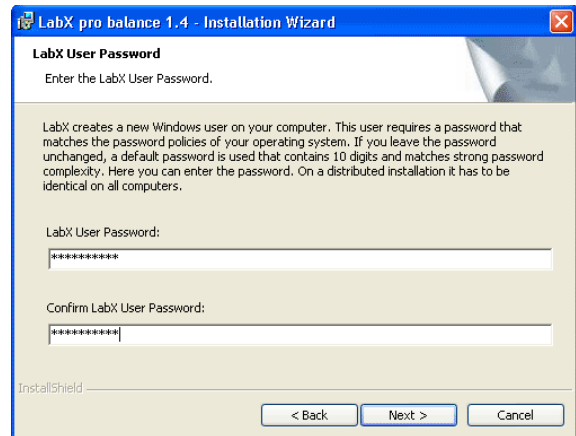 LabX pro balance 1.4 - Installation Wizard
LabX User Password
Enter the LabX User Password.
LabX creates a new Windows user on your computer. This user requires a password that
matches the password policies of your operating system. If you leave the password
unchanged, a default password is used that contains 10 digits and matches strong password
complexity. Here you can enter the password. On a distributed installation it has to be
identical on all computers.
LabX User Password:
**********
Confirm LabX User Password:
**********
InstallShield
< Back Next > Cancel